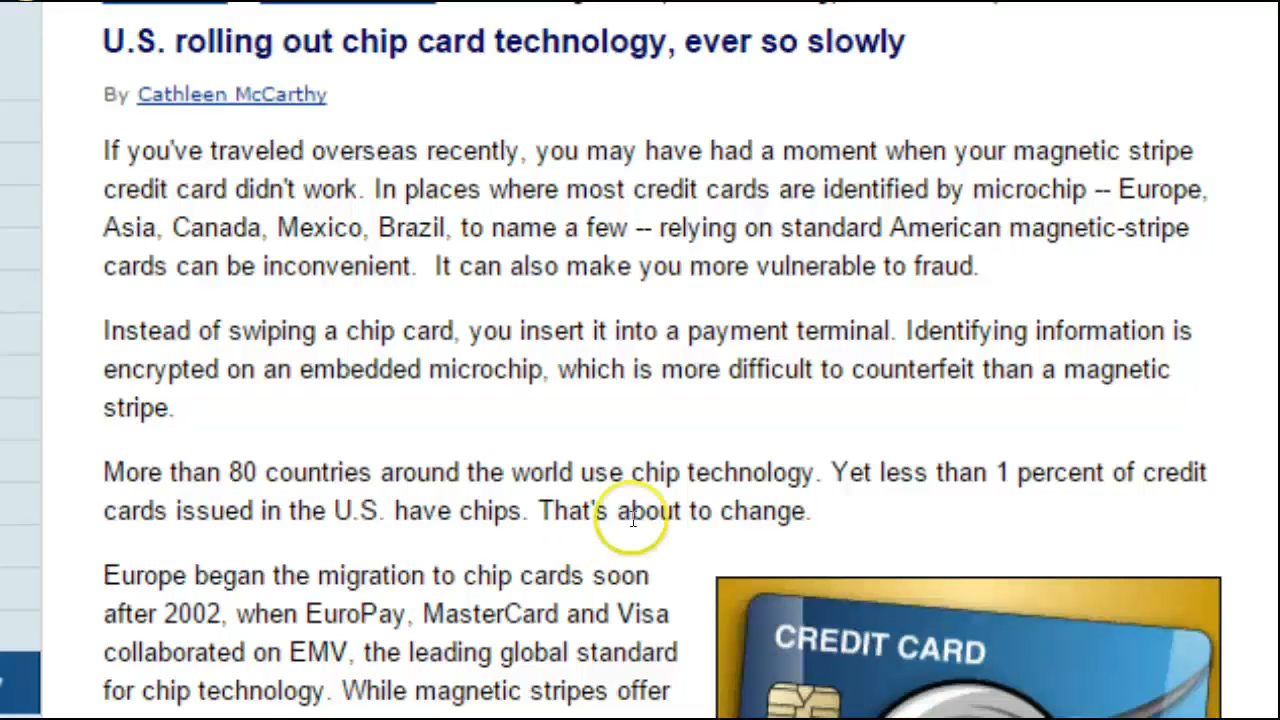 U.S. rolling out chip card technology, ever so slowly
By Cathleen McCarthy
If you've traveled overseas recently, you may have had a moment when your magnetic stripe
credit card didn't work. In places where most credit cards are identified by microchip -- Europe,
Asia, Canada, Mexico, Brazil, to name a few -- relying on standard American magnetic-stripe
cards can be inconvenient.  It can also make you more vulnerable to fraud.
Instead of swiping a chip card, you insert it into a payment terminal. Identifying information is
encrypted on an embedded microchip, which is more difficult to counterfeit than a magnetic
stripe.
More than 80 countries around the world use chip technology. Yet less than 1 percent of credit
cards issued in the U.S. have chips. That's about to change.
Europe began the migration to chip cards soon
after 2002, when EuroPay, MasterCard and Visa
collaborated on EMV, the leading global standard
for chip technology. While magnetic stripes offer
CREDIT CARD